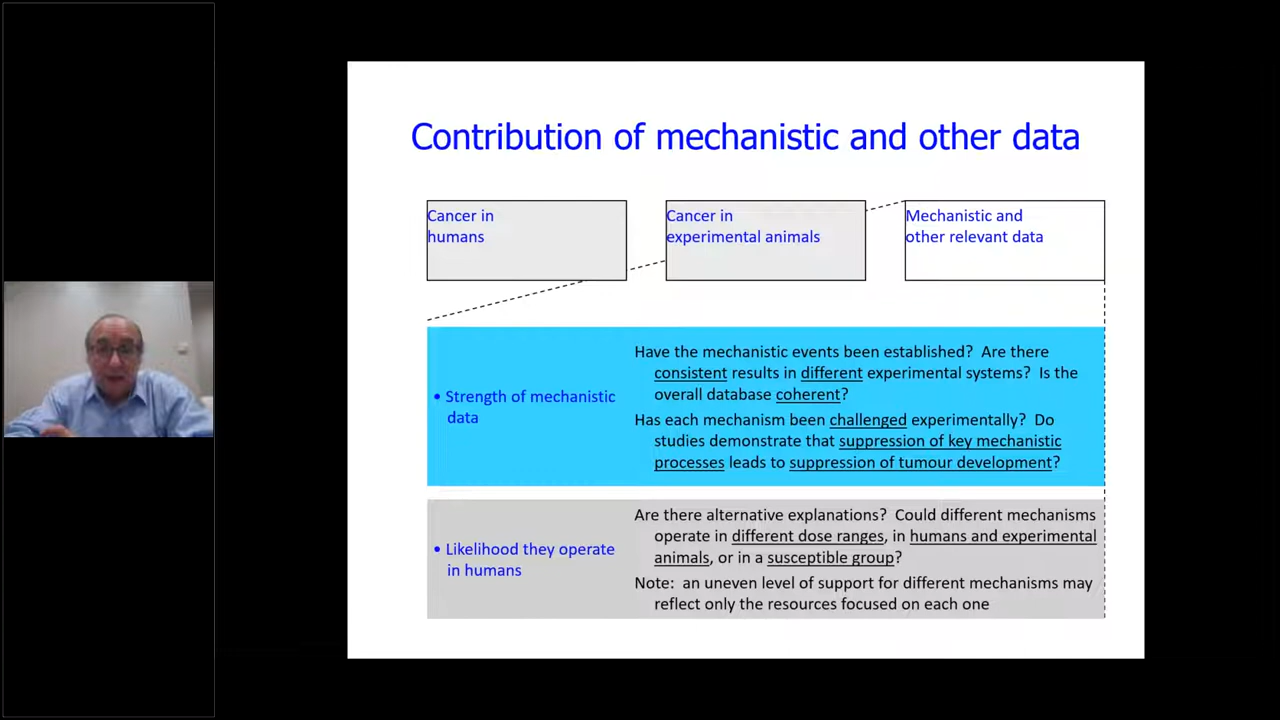 Contribution of mechanistic and other data
Cancer in
humans
Cancer in
experimental animals
Mechanistic and
other relevant data
• Strength of mechanistic
data
Have the mechanistic events been established? Are there
consistent results in different experimental systems? Is the
overall database coherent?
Has each mechanism been challenged experimentally? Do
studies demonstrate that suppression of key mechanistic
processes leads to suppression of tumour development?
• Likelihood they operate
in humans
Are there alternative explanations? Could different mechanisms
operate in different dose ranges, in humans and experimental
animals, or in a susceptible group?
Note: an uneven level of support for different mechanisms may
reflect only the resources focused on each one